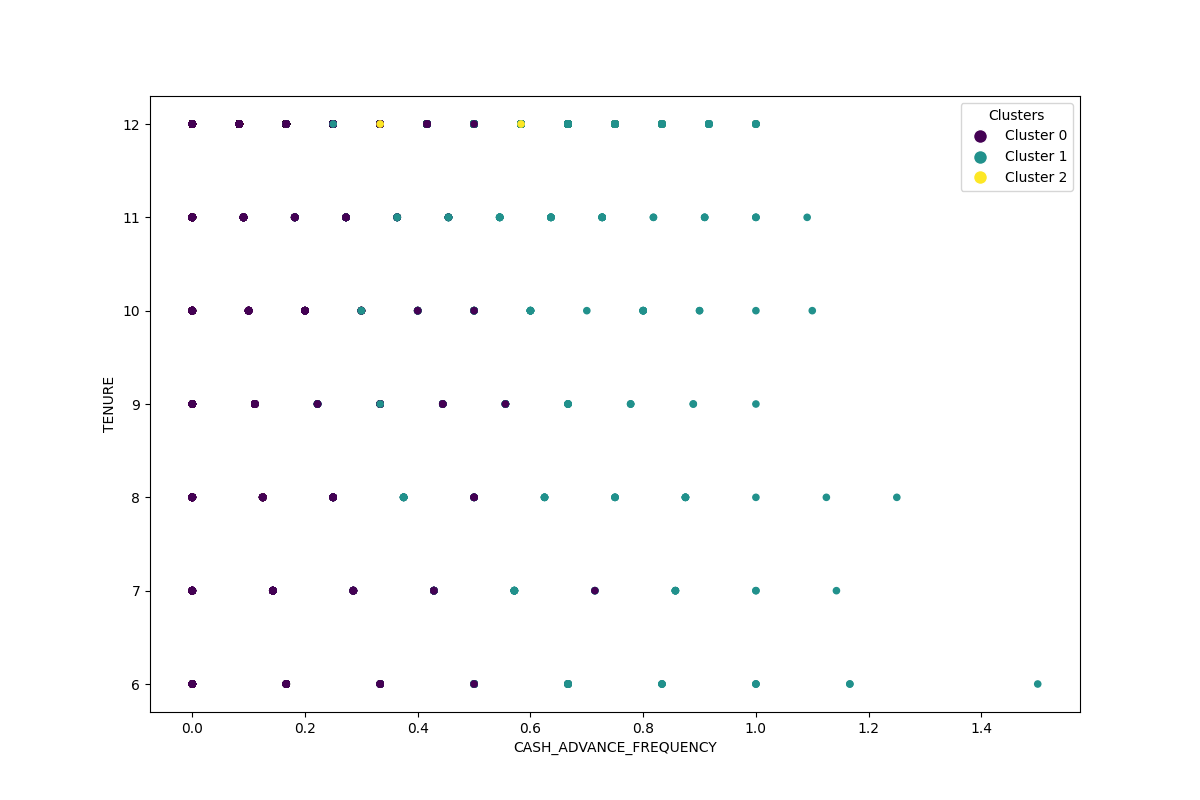 Clusters
Cluster 0
Cluster 1
Cluster 2
12
11
10
9
8
7
6
TENURE
0.0 0.2 0.4 0.6 0.8 1.0 1.2 1.4
CASH_ADVANCE_FREQUENCY